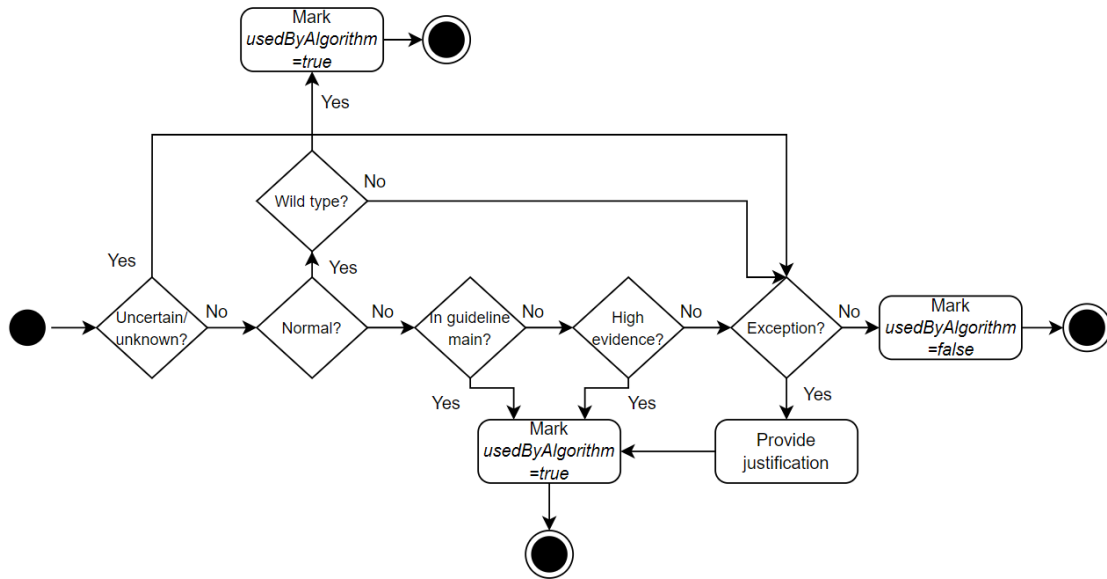 Mark
usedByAlgorithm
=true
Yes
Wild type?
No
Yes
Yes
Uncertain/
unknown?
No
Normal?
No
In guideline
main?
No
High
evidence?
No
Exception?
No
Mark
usedByAlgorithm
=false
Yes
Yes
Yes
Mark
usedByAlgorithm
=true
Provide
justification